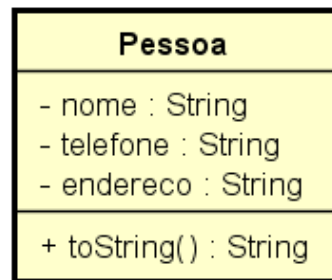 Pessoa
- nome : String
- telefone : String
- endereco : String
+ toString() : String